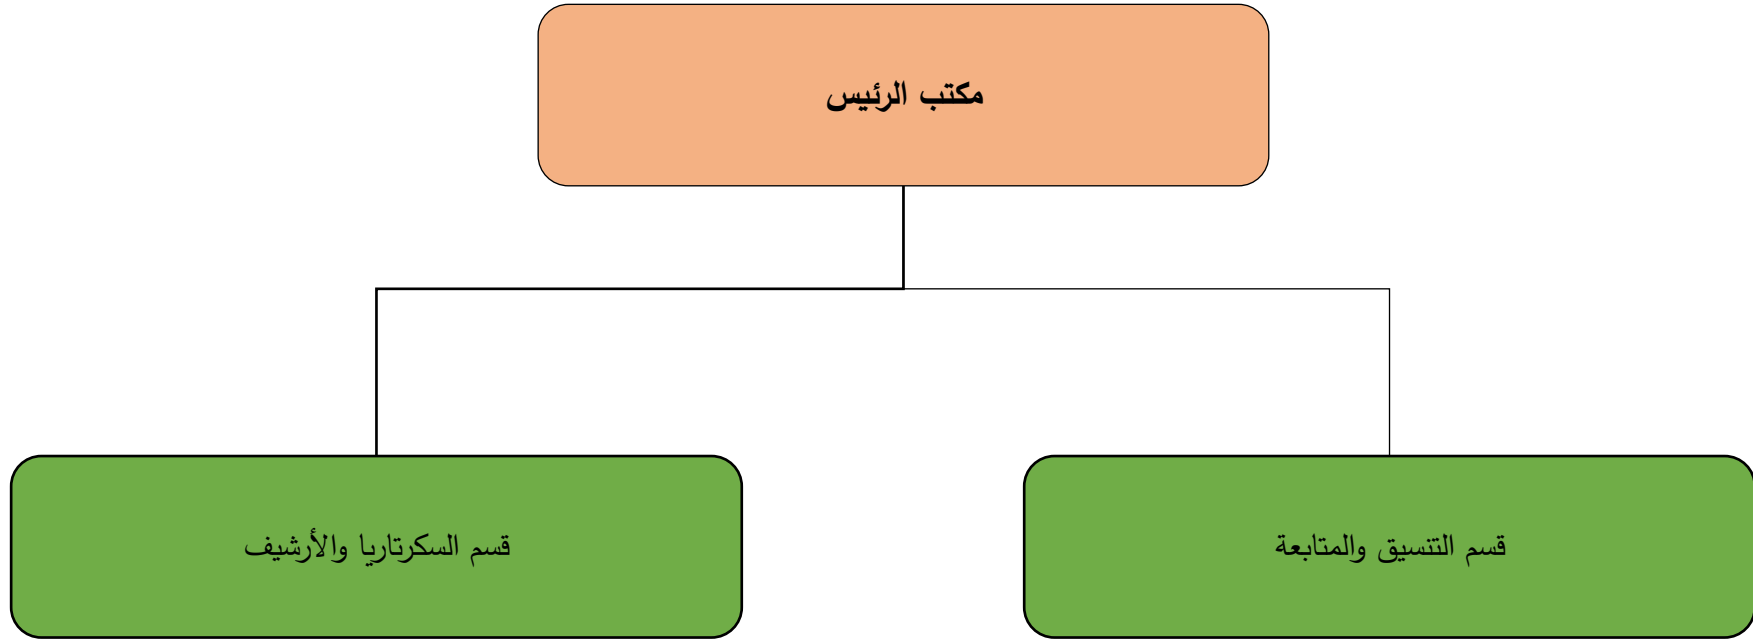 مكتب الرئيس
قسم التنسيق والمتابعة
قسم السكرتاريا والأرشيف